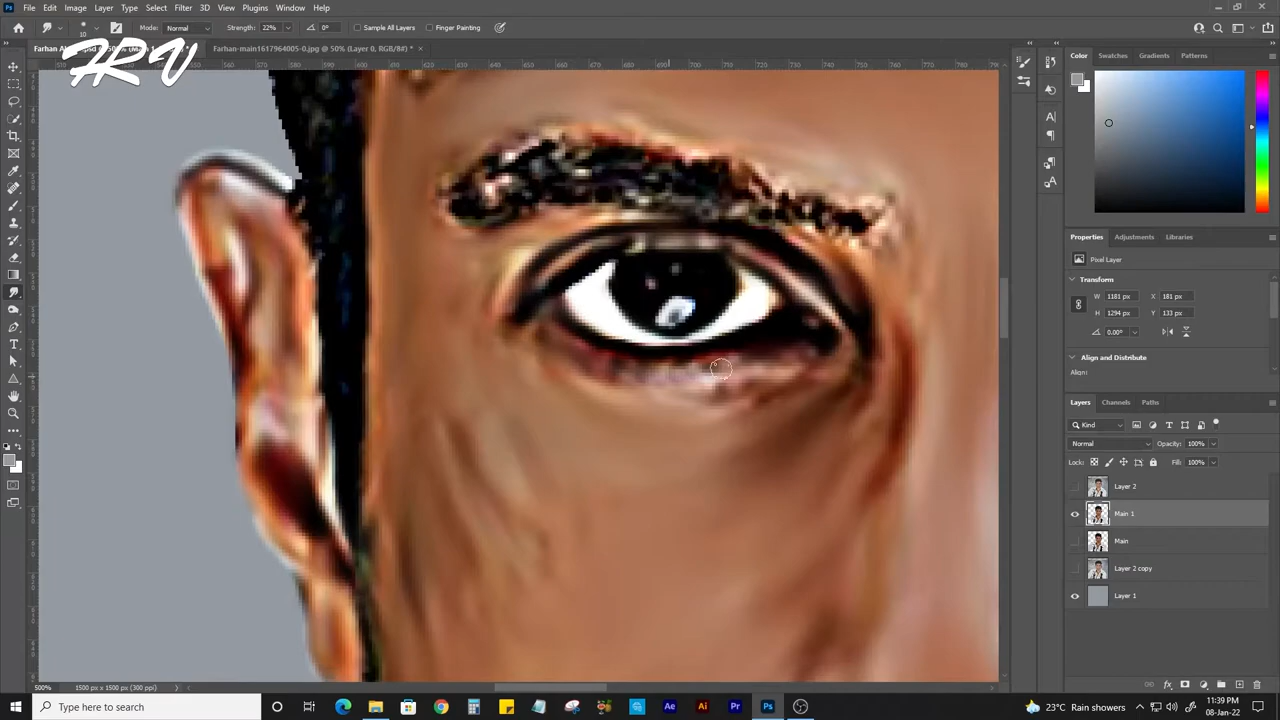 File Edit Image Layer Type Select Filter 3D View Plugins Window Help
10 Mode: Normal Strength: 22% 0° Sample All Layers Finger Painting
Farhan-main1617964005-0.jpg @ 50% (Layer 0, RGB/8#) *
HRV
Color Swatches Gradients Patterns
Properties Adjustments Libraries
Pixel Layer
Transform
W 1181 px X 181 px
H 1294 px Y 133 px
0.00°
Align and Distribute
Align:
Layers Channels Paths
Kind
Normal Opacity: 100%
Lock: Fill: 100%
Layer 2
Main 1
Main
Layer 2 copy
Layer 1
500% 1500 px x 1500 px (300 ppi)
Type here to search
23°C Rain showers
11:39 PM
08-Jan-22